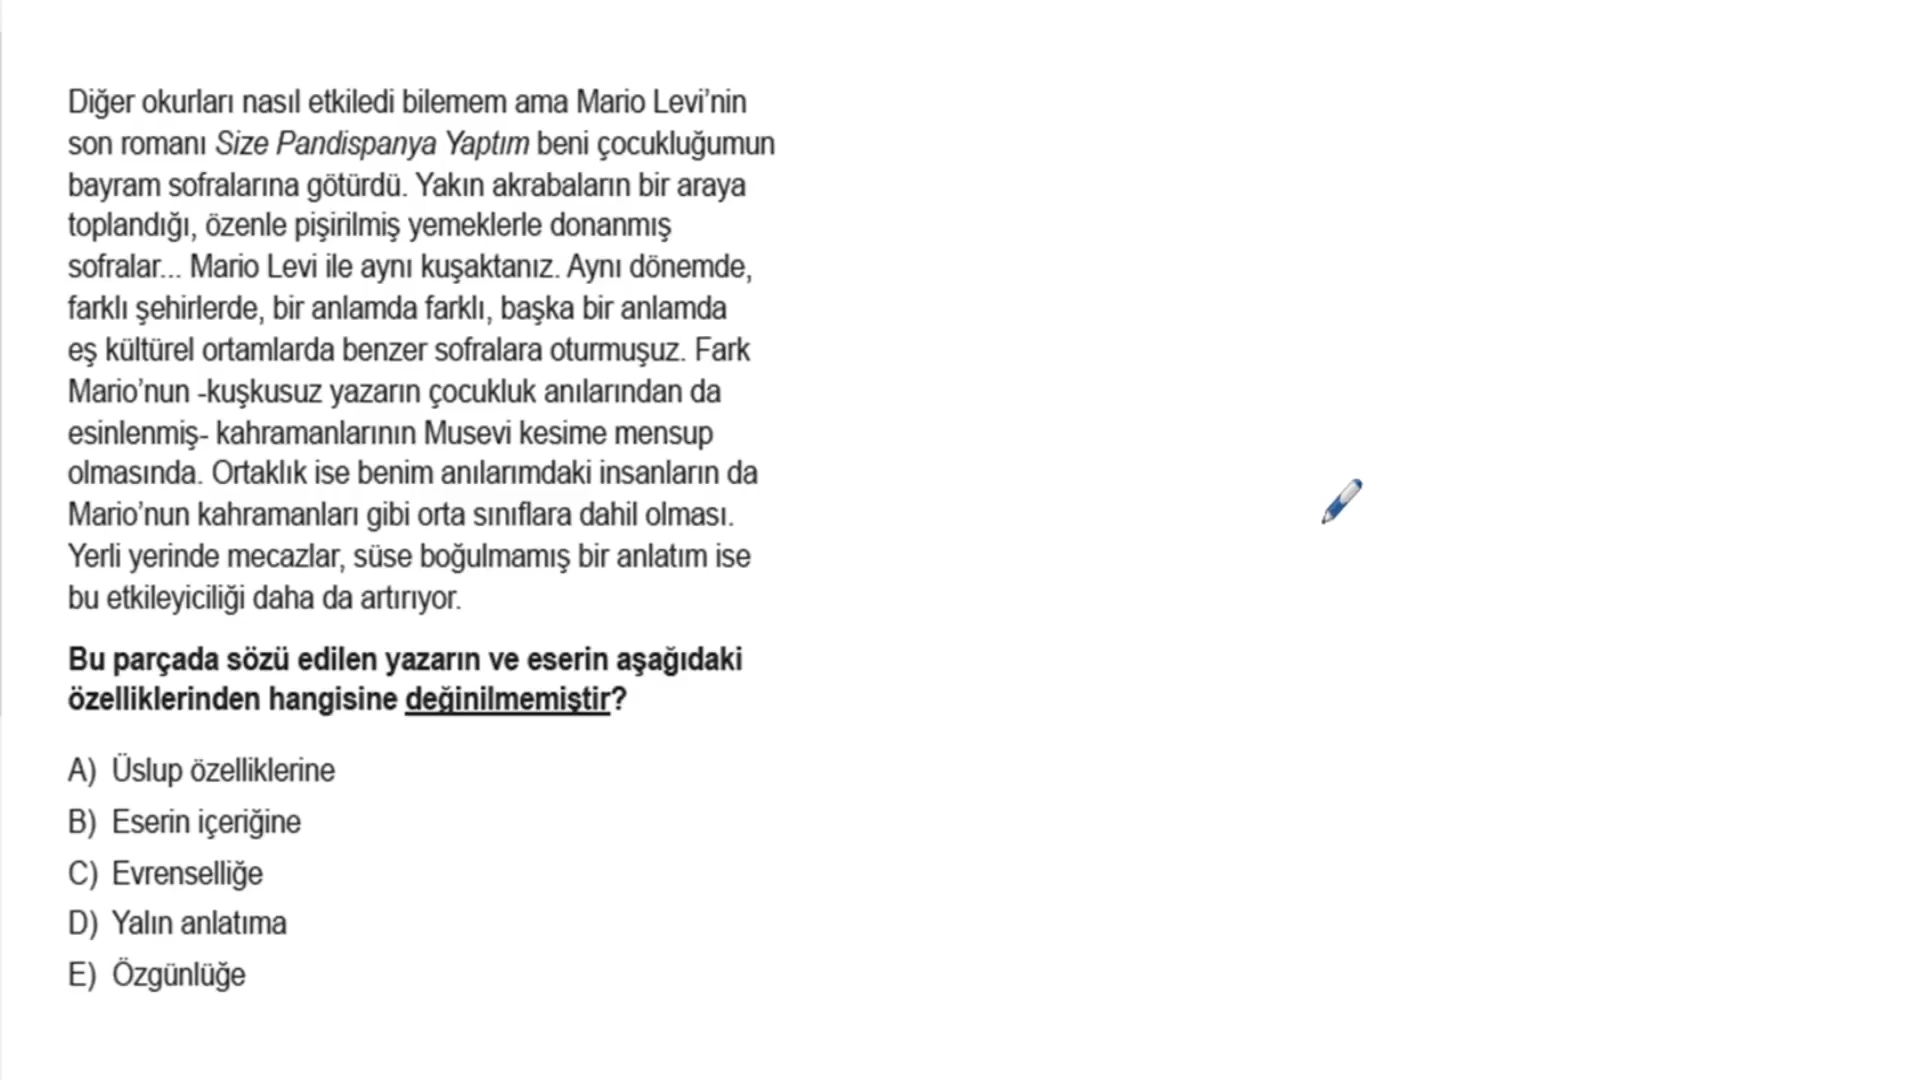 Diğer okurları nasıl etkiledi bilemem ama Mario Levi’nin
son romanı Size Pandispanya Yaptım beni çocukluğumun
bayram sofralarına götürdü. Yakın akrabaların bir araya
toplandığı, özenle pişirilmiş yemeklerle donanmış
sofralar... Mario Levi ile aynı kuşaktanız. Aynı dönemde,
farklı şehirlerde, bir anlamda farklı, başka bir anlamda
eş kültürel ortamlarda benzer sofralara oturmuşuz. Fark
Mario’nun -kuşkusuz yazarın çocukluk anılarından da
esinlenmiş- kahramanlarının Musevi kesime mensup
olmasında. Ortaklık ise benim anılarımdaki insanların da
Mario’nun kahramanları gibi orta sınıflara dahil olması.
Yerli yerinde mecazlar, süse boğulmamış bir anlatım ise
bu etkileyiciliği daha da artırıyor.
Bu parçada sözü edilen yazarın ve eserin aşağıdaki
özelliklerinden hangisine değinilmemiştir?
A) Üslup özelliklerine
B) Eserin içeriğine
C) Evrenselliğe
D) Yalın anlatıma
E) Özgünlüğe